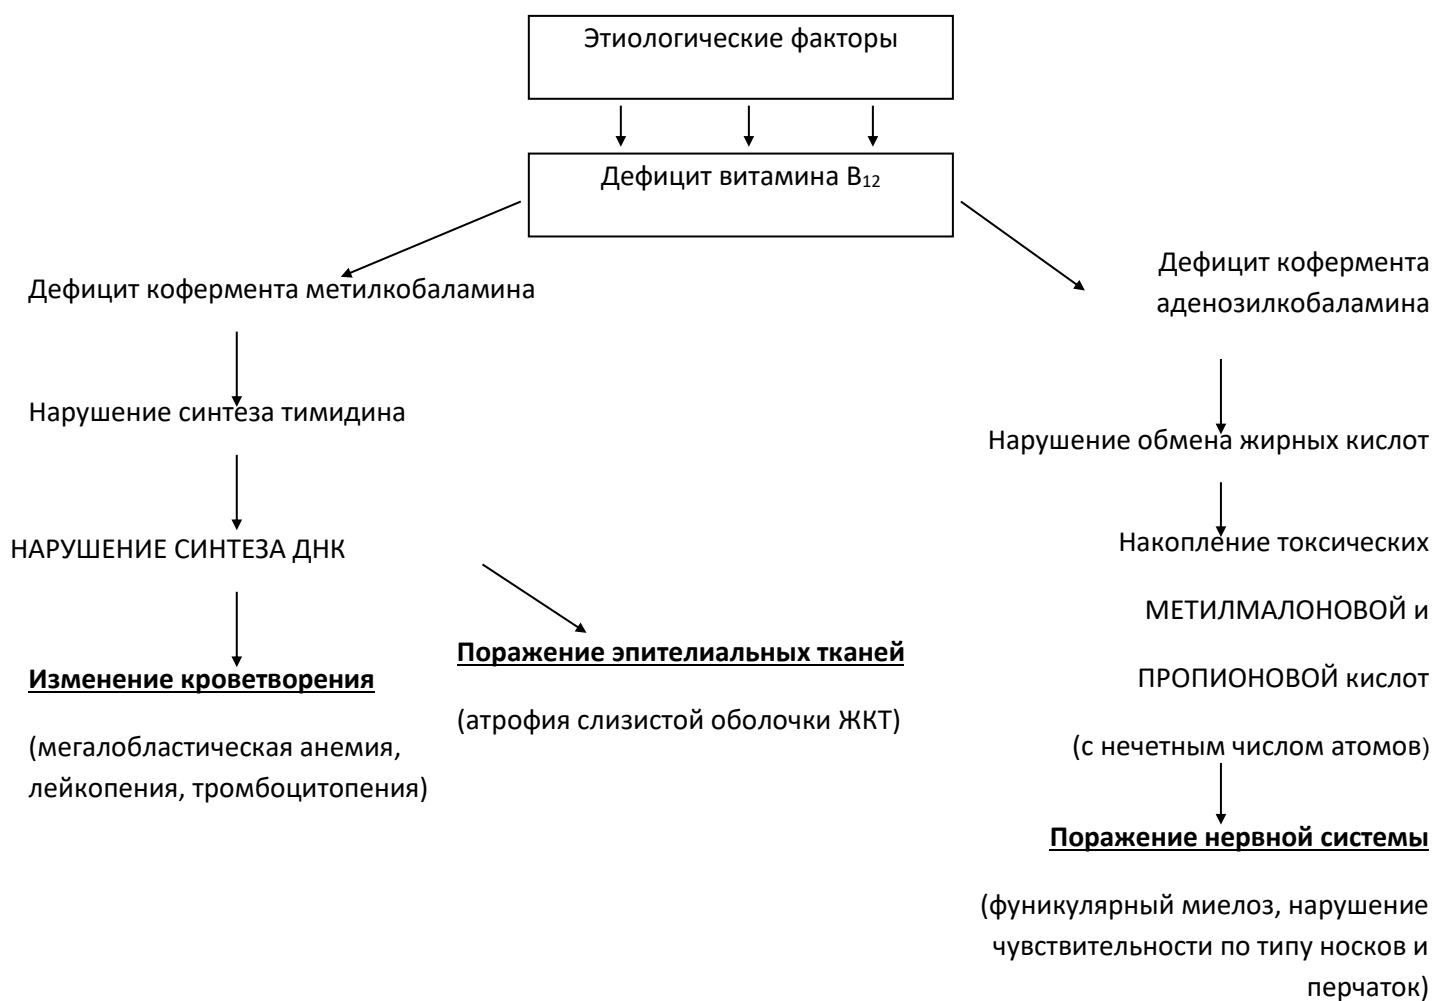 Этиологические факторы
Дефицит витамина B₁₂
Дефицит кофермента метилкобаламина
Нарушение синтеза тимидина
НАРУШЕНИЕ СИНТЕЗА ДНК
Изменение кроветворения
(мегалобластическая анемия,
лейкопения, тромбоцитопения)
Поражение эпителиальных тканей
(атрофия слизистой оболочки ЖКТ)
Дефицит кофермента
аденозилкобаламина
Нарушение обмена жирных кислот
Накопление токсических
МЕТИЛМАЛОНОВОЙ и
ПРОПИОНОВОЙ кислот
(с нечетным числом атомов)
Поражение нервной системы
(фуникулярный миелоз, нарушение
чувствительности по типу носков и
перчаток)